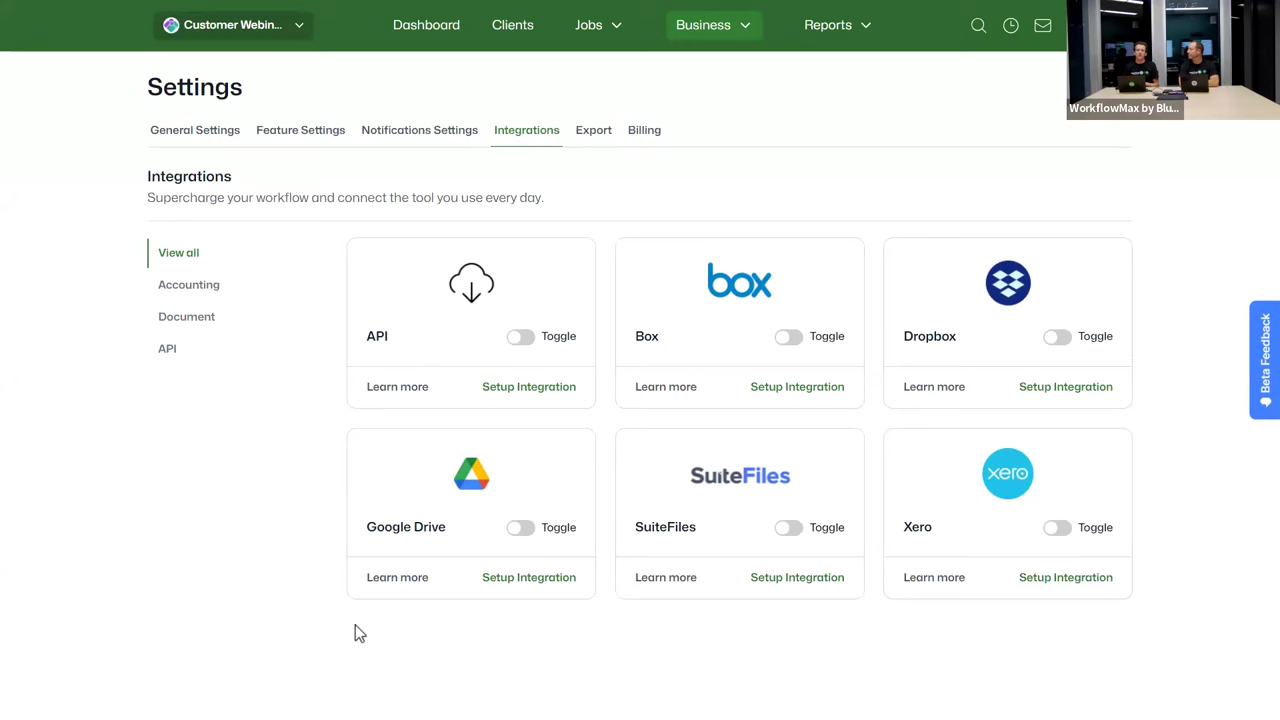 Customer Webin...
Dashboard
Clients
Jobs
Business
Reports
WorkflowMax by Blu...
Settings
General Settings
Feature Settings
Notifications Settings
Integrations
Export
Billing
Integrations
Supercharge your workflow and connect the tool you use every day.
View all
Accounting
Document
API
API
Toggle
Learn more
Setup Integration
box
Box
Toggle
Learn more
Setup Integration
Dropbox
Toggle
Learn more
Setup Integration
Google Drive
Toggle
Learn more
Setup Integration
SuiteFiles
SuiteFiles
Toggle
Learn more
Setup Integration
xero
Xero
Toggle
Learn more
Setup Integration
Beta Feedback